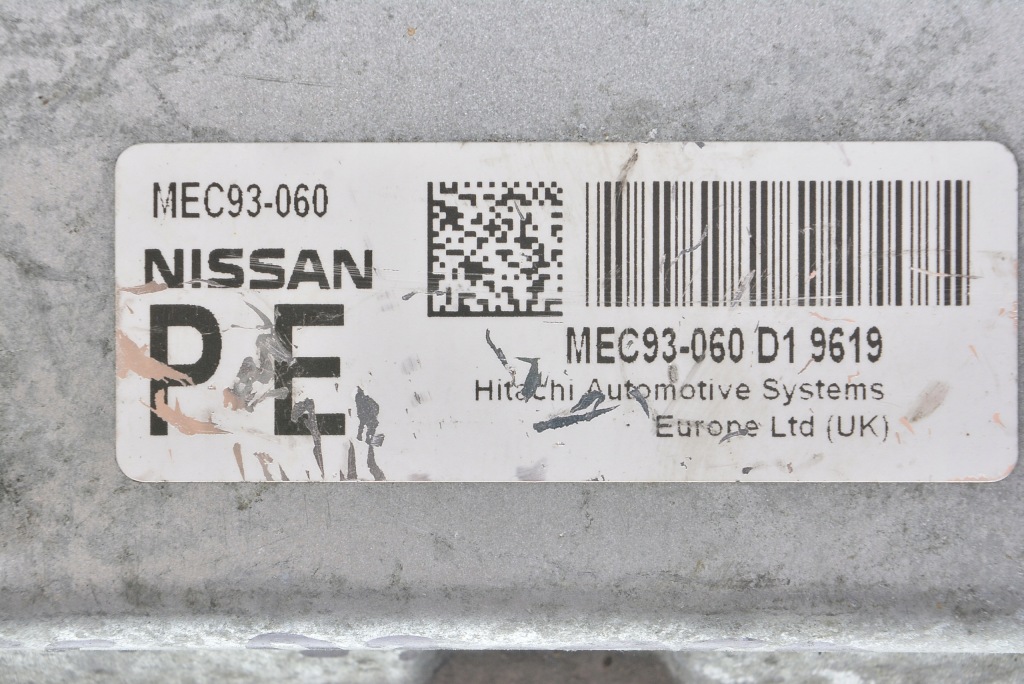 MEC93-060
NISSAN
PE
MEC93-060 D1 9619
Hitachi Automotive Systems
Europe Ltd (UK)